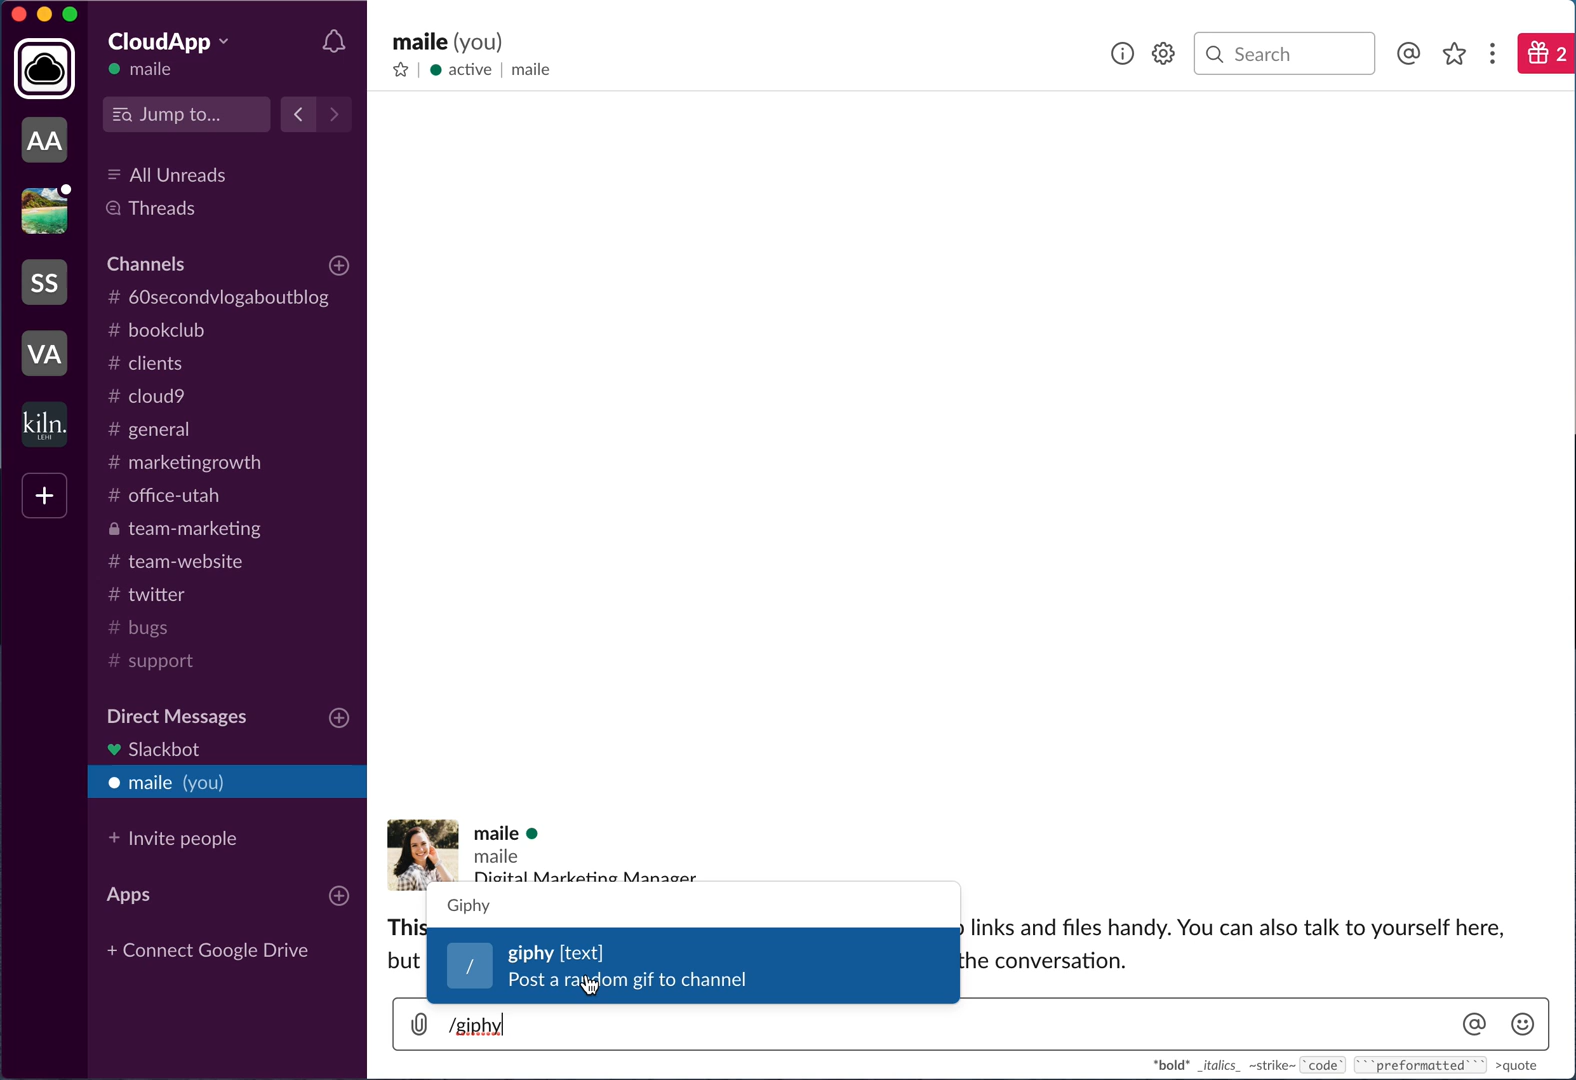 CloudApp
maile
Jump to...
AA
SS
VA
kiln.
LEHI
All Unreads
Threads
Channels
# 60secondvlogaboutblog
# bookclub
# clients
# cloud9
# general
# marketingrowth
# office-utah
team-marketing
# team-website
# twitter
# bugs
# support
Direct Messages
Slackbot
maile (you)
+ Invite people
Apps
+ Connect Google Drive
maile (you)
active | maile
Search
2
maile
maile
Digital Marketing Manager
This links and files handy. You can also talk to yourself here,
but the conversation.
Giphy
/ giphy [text]
Post a random gif to channel
/giphy
*bold* _italics_ ~strike~ `code` ```preformatted``` >quote